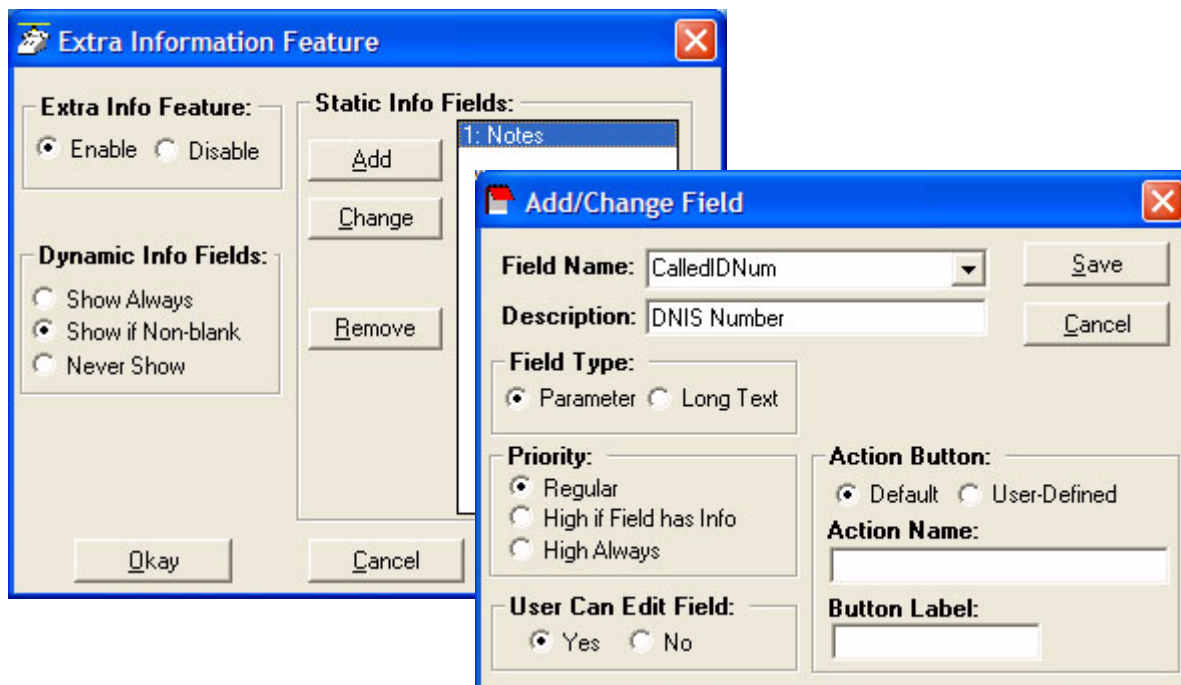 Extra Information Feature
Extra Info Feature:
Enable Disable
Dynamic Info Fields:
Show Always
Show if Non-blank
Never Show
Static Info Fields:
Add
Change
Remove
1: Notes
Okay
Cancel
Add/Change Field
Field Name: CalledIDNum
Description: DNIS Number
Save
Cancel
Field Type:
Parameter Long Text
Priority:
Regular
High if Field has Info
High Always
User Can Edit Field:
Yes No
Action Button:
Default User-Defined
Action Name:
Button Label: